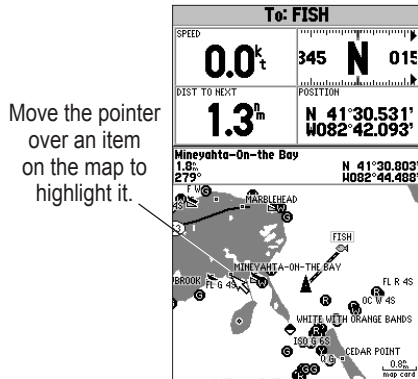 To: FISH
SPEED
0.0kt
345 N 015
DIST TO NEXT
1.3nm
POSITION
N 41°30.531'
W082°42.093'
Mineyahta-On-the Bay
1.8nm
279°
N 41°30.803'
W082°44.488'
Move the pointer
over an item
on the map to
highlight it.
F W
G
W
MARBLEHEAD
G
4S
W
3
FISH
MINEYAHTA-ON-THE BAY
BROOK
FL G 4S
W
G
FL R 4S
R
OC W 4S
R
W
WHITE WITH ORANGE BANDS
R
ISO G 6S
G
Q G
CEDAR POINT
G
R
G
G
0.8nm
map card